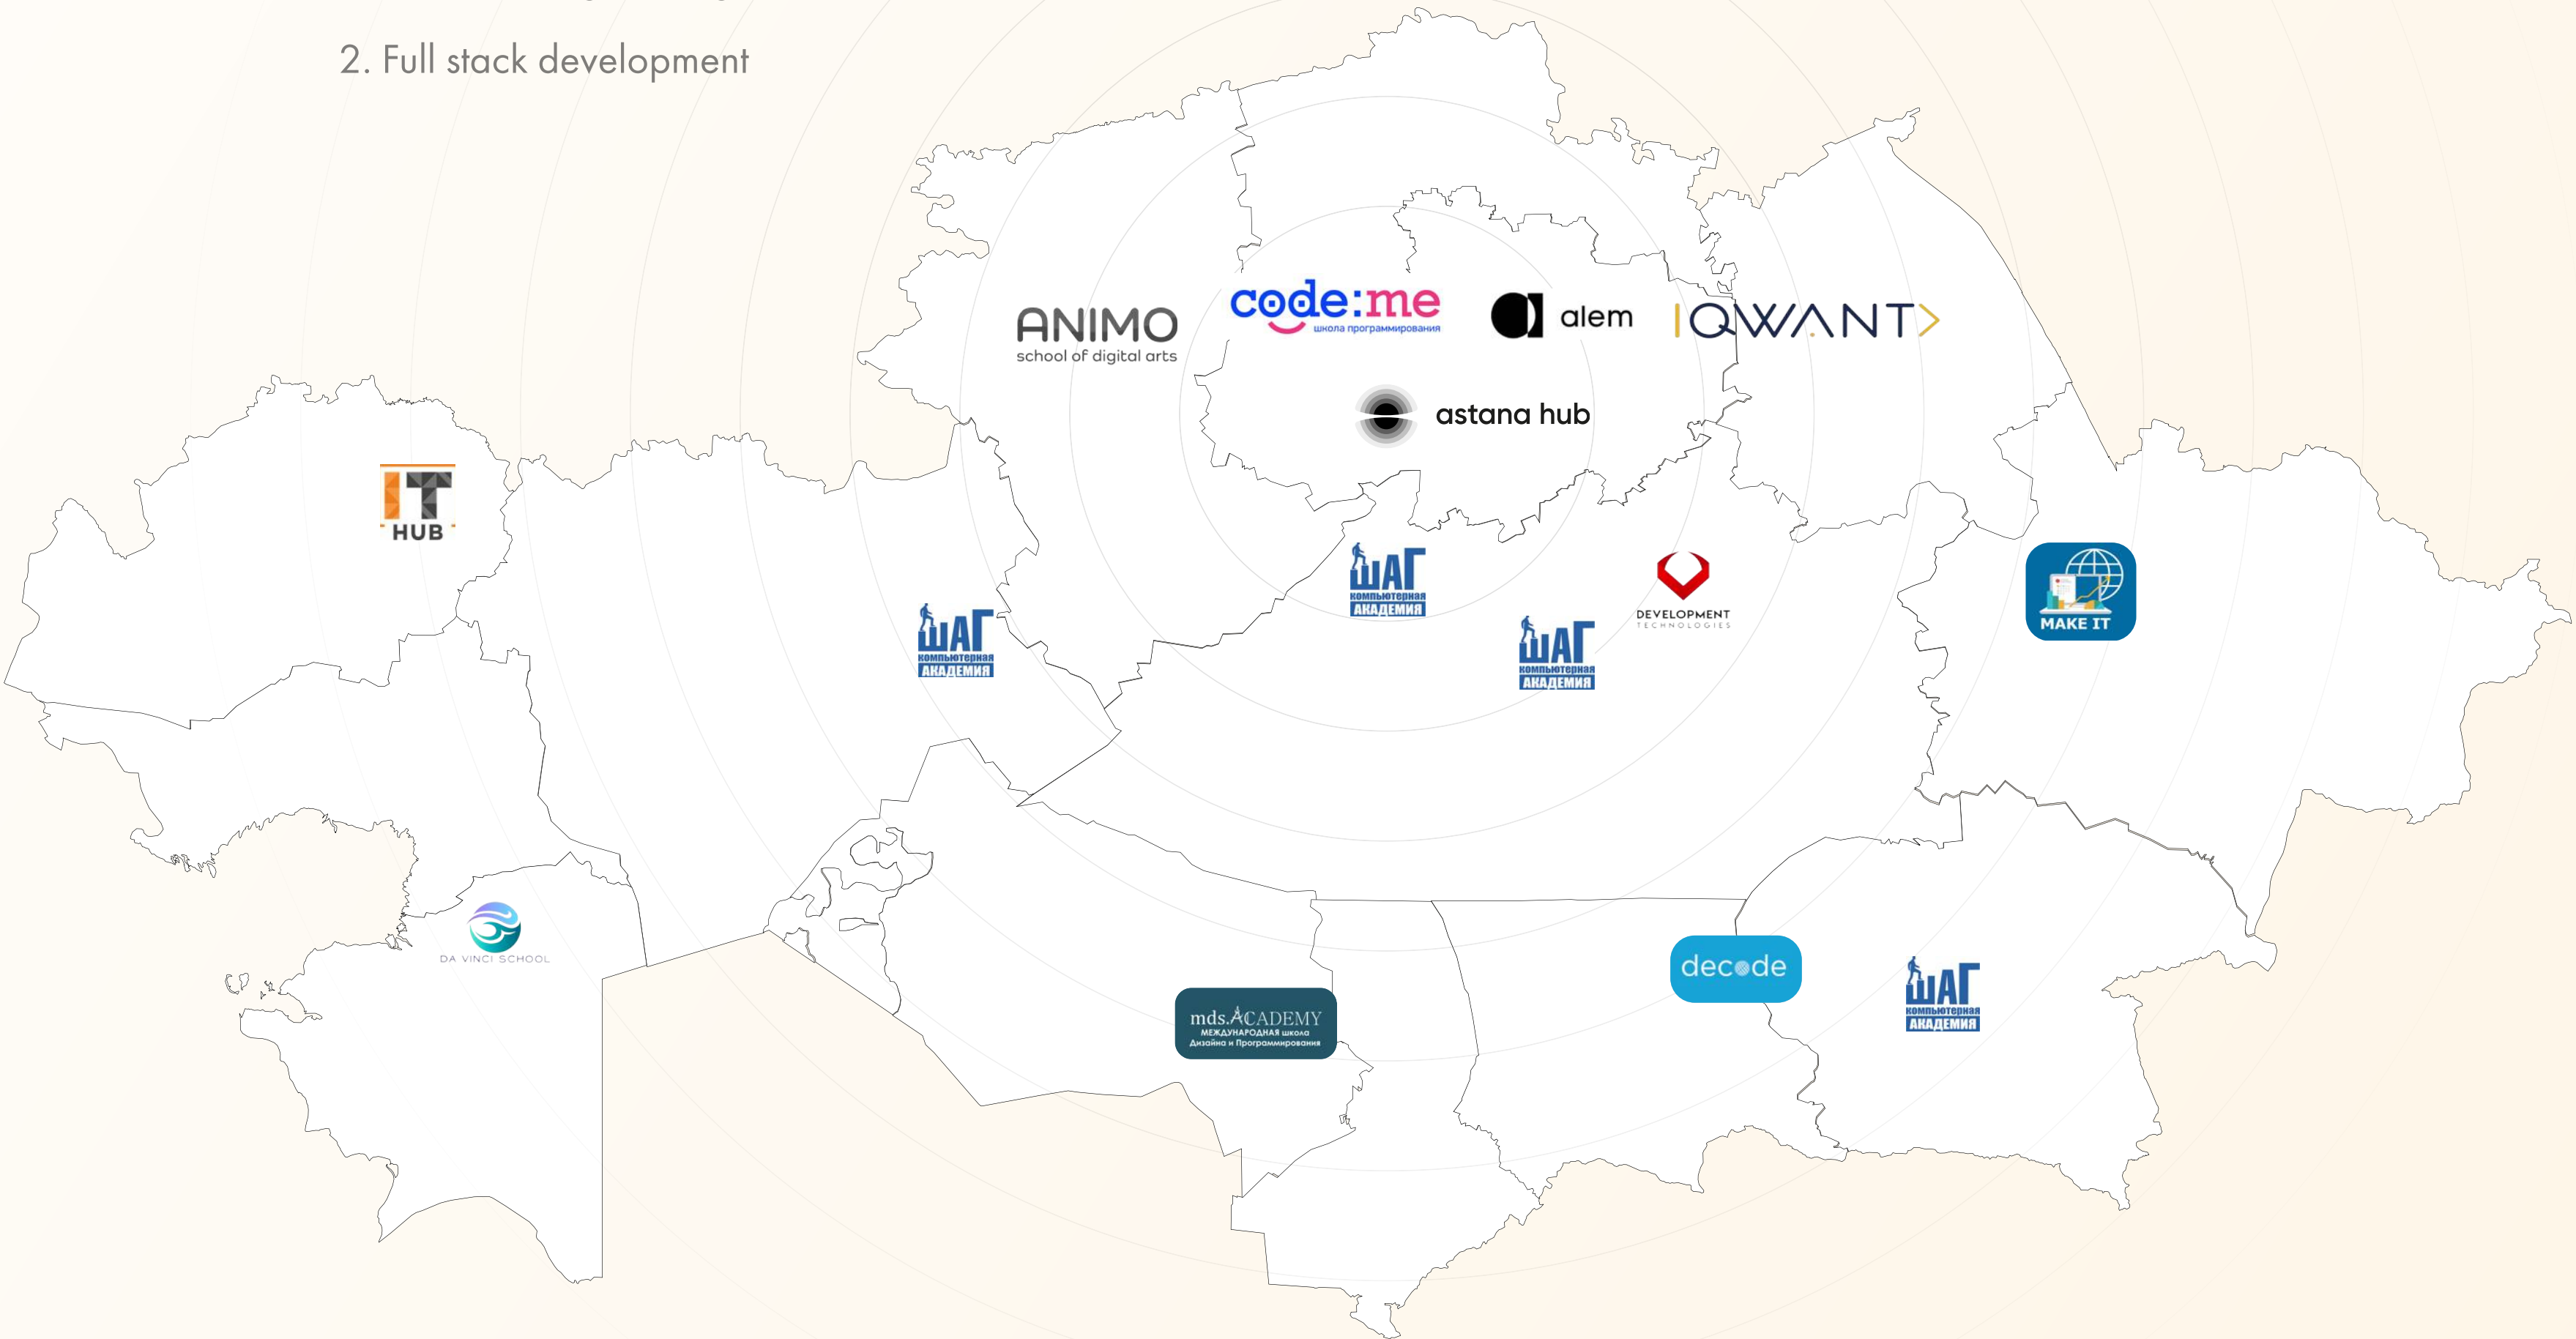 2. Full stack development
ANIMO
school of digital arts
code:me
школа программирования
alem
IQWANT
astana hub
IT
HUB
ШАГ
КОМПЬЮТЕРНАЯ
АКАДЕМИЯ
DEVELOPMENT
TECHNOLOGIES
MAKE IT
ШАГ
КОМПЬЮТЕРНАЯ
АКАДЕМИЯ
ШАГ
КОМПЬЮТЕРНАЯ
АКАДЕМИЯ
DA VINCI SCHOOL
decode
mds.ACADEMY
МЕЖДУНАРОДНАЯ школа
Дизайна и Программирования
ШАГ
КОМПЬЮТЕРНАЯ
АКАДЕМИЯ